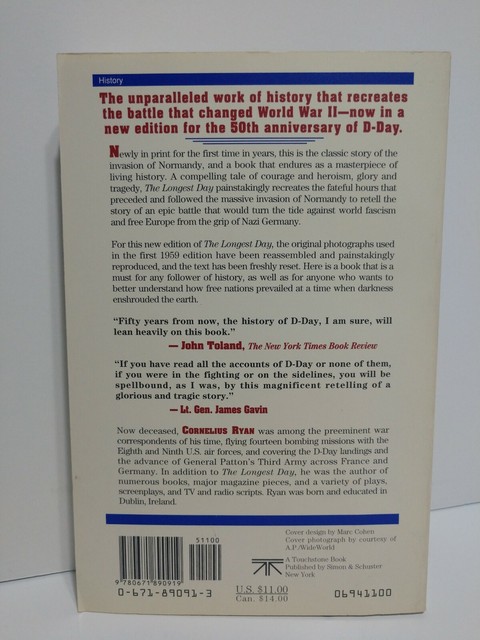 History
The unparalleled work of history that recreates
the battle that changed World War II—now in a
new edition for the 50th anniversary of D-Day.
Newly in print for the first time in years, this is the classic story of the
invasion of Normandy, and a book that endures as a masterpiece of
living history. A compelling tale of courage and heroism, glory and
tragedy, The Longest Day painstakingly recreates the fateful hours that
preceded and followed the massive invasion of Normandy to retell the
story of an epic battle that would turn the tide against world fascism
and free Europe from the grip of Nazi Germany.
For this new edition of The Longest Day, the original photographs used
in the first 1959 edition have been reassembled and painstakingly
reproduced, and the text has been freshly reset. Here is a book that is a
must for any follower of history, as well as for anyone who wants to
better understand how free nations prevailed at a time when darkness
enshrouded the earth.
“Fifty years from now, the history of D-Day, I am sure, will
lean heavily on this book.”
— John Toland, The New York Times Book Review
“If you have read all the accounts of D-Day or none of them,
if you were in the fighting or on the sidelines, you will be
spellbound, as I was, by this magnificent retelling of a
glorious and tragic story.”
— Lt. Gen. James Gavin
Now deceased, Cornelius Ryan was among the preeminent war
correspondents of his time, flying fourteen bombing missions with the
Eighth and Ninth U.S. air forces, and covering the D-Day landings and
the advance of General Patton's Third Army across France and
Germany. In addition to The Longest Day, he was the author of
numerous books, major magazine pieces, and a variety of plays,
screenplays, and TV and radio scripts. Ryan was born and educated in
Dublin, Ireland.
51100
9 780671 890919
0-671-89091-3
Cover design by Marc Cohen
Cover photograph by courtesy of
A.P./WideWorld
A Touchstone Book
Published by Simon & Schuster
New York
U.S. $11.00
Can. $14.00
06941100